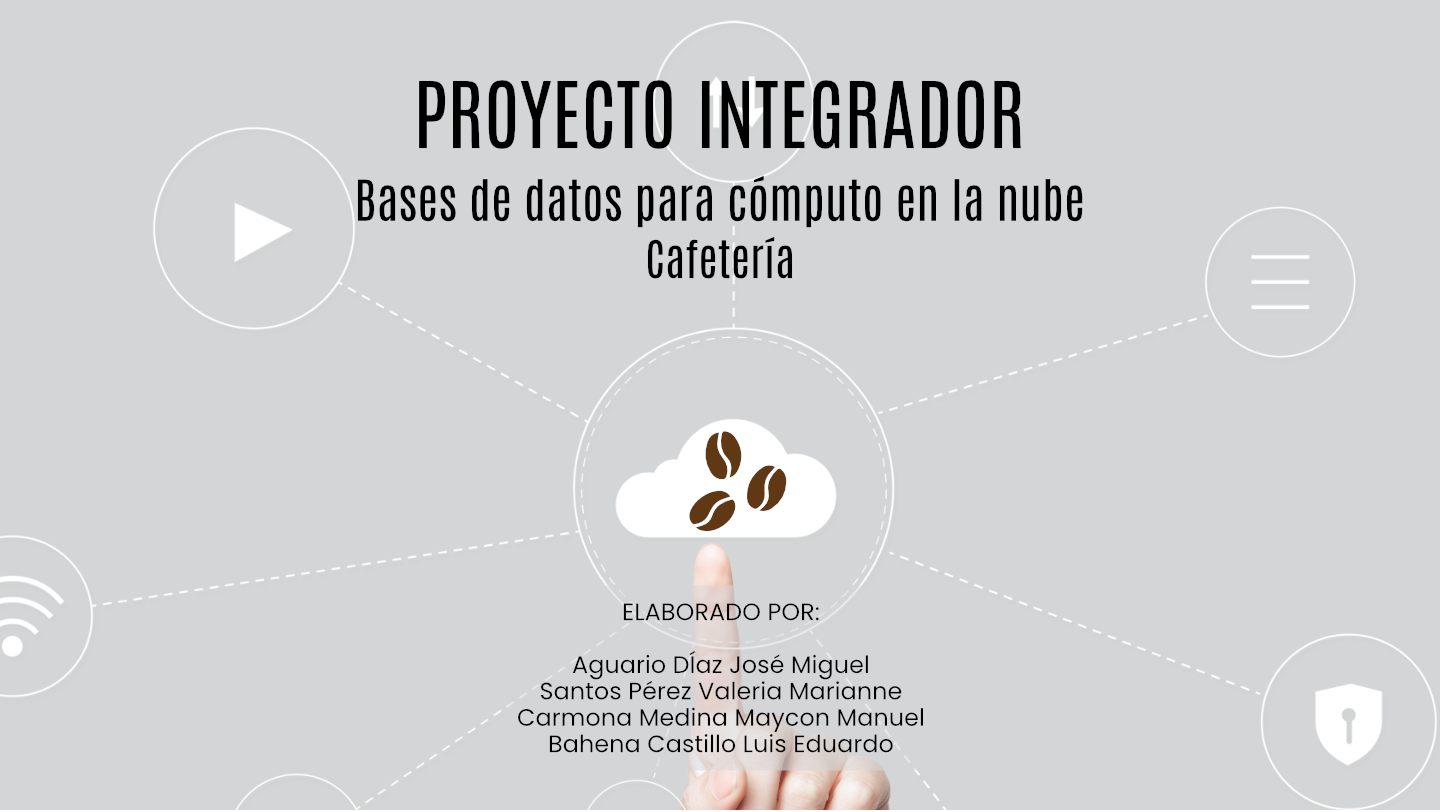 PROYECTO INTEGRADOR
Bases de datos para cómputo en la nube
Cafetería
ELABORADO POR:
Aguario DÍaz José Miguel
Santos Pérez Valeria Marianne
Carmona Medina Maycon Manuel
Bahena Castillo Luis Eduardo